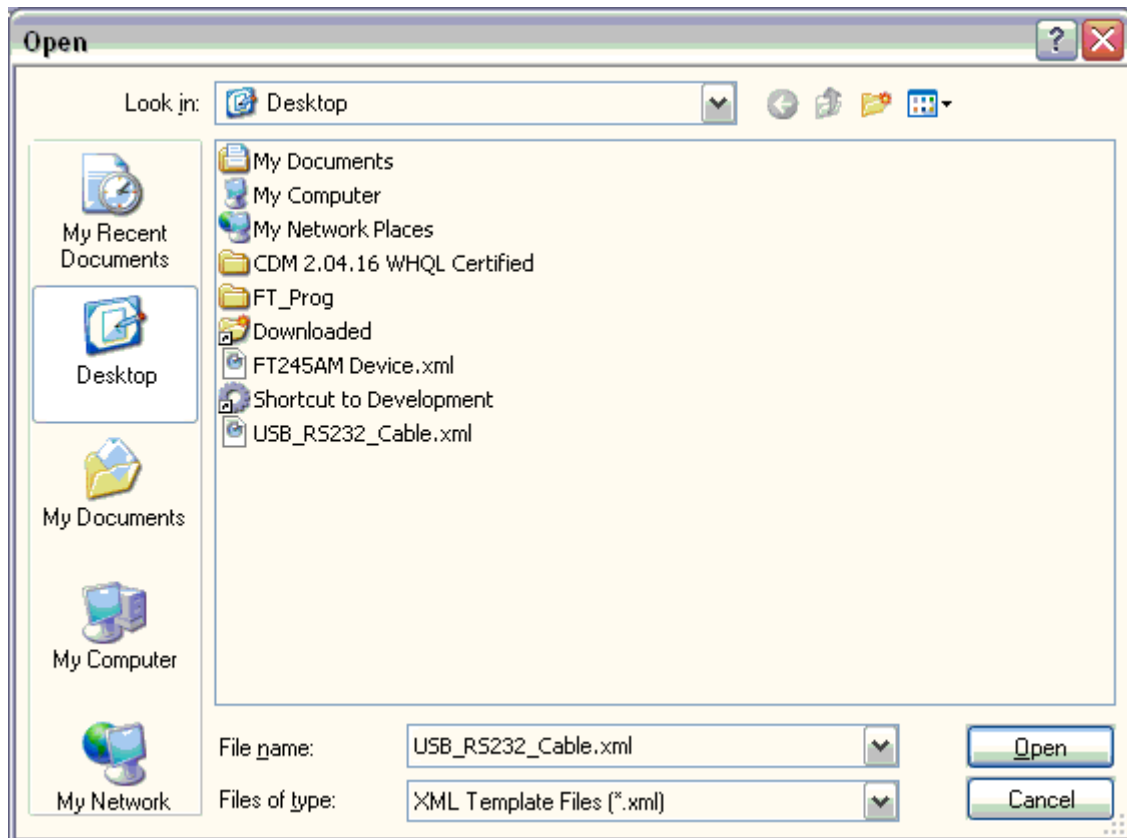 Open
Look in: Desktop
My Recent
Documents
Desktop
My Documents
My Computer
My Network
My Documents
My Computer
My Network Places
CDM 2.04.16 WHQL Certified
FT_Prog
Downloaded
FT245AM Device.xml
Shortcut to Development
USB_RS232_Cable.xml
File name: USB_RS232_Cable.xml Open
Files of type: XML Template Files (*.xml) Cancel